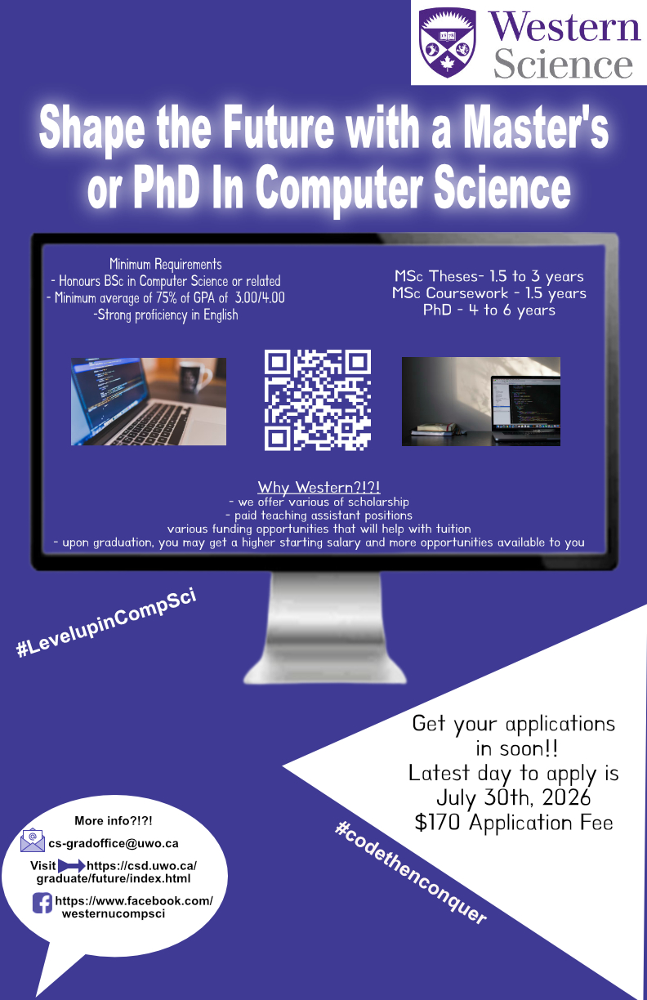 Western
Science
1878
Shape the Future with a Master's
or PhD In Computer Science
Minimum Requirements
- Honours BSc in Computer Science or related
- Minimum average of 75% of GPA of 3.00/4.00
-Strong proficiency in English
MSc Theses- 1.5 to 3 years
MSc Coursework - 1.5 years
PhD - 4 to 6 years
Why Western?!?!
- we offer various of scholarship
- paid teaching assistant positions
various funding opportunities that will help with tuition
- upon graduation, you may get a higher starting salary and more opportunities available to you
#LevelupinCompSci
Get your applications
in soon!!
Latest day to apply is
July 30th, 2026
$170 Application Fee
#codethenconquer
More info?!?!
cs-gradoffice@uwo.ca
Visit https://csd.uwo.ca/
graduate/future/index.html
https://www.facebook.com/
westernucompsci